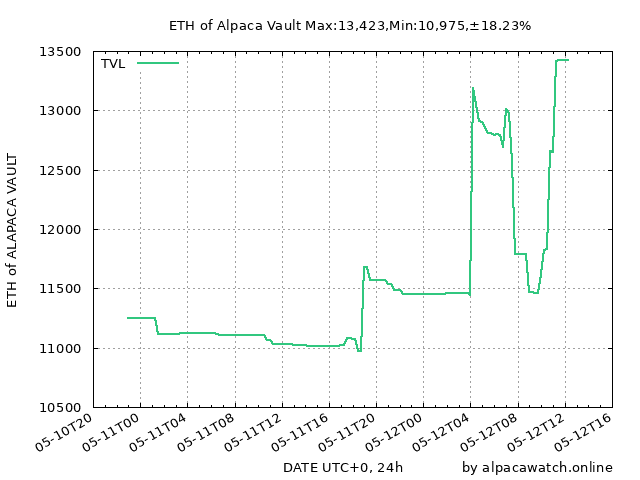 ETH of Alpaca Vault Max:13,423,Min:10,975,±18.23%
TVL
13500
13000
12500
12000
11500
11000
10500
ETH of ALAPACA VAULT
05-10T20
05-11T00
05-11T04
05-11T08
05-11T12
05-11T16
05-11T20
05-12T00
05-12T04
05-12T08
05-12T12
05-12T16
DATE UTC+0, 24h
by alpacawatch.online